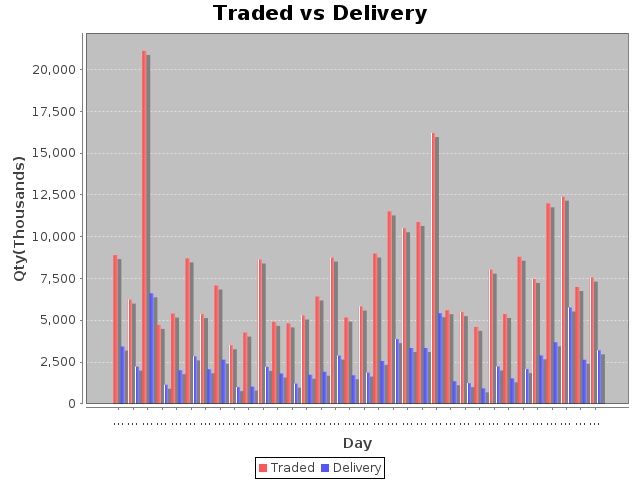 Traded vs Delivery
Qty(Thousands)
20,000
17,500
15,000
12,500
10,000
7,500
5,000
2,500
0
Day
Traded Delivery